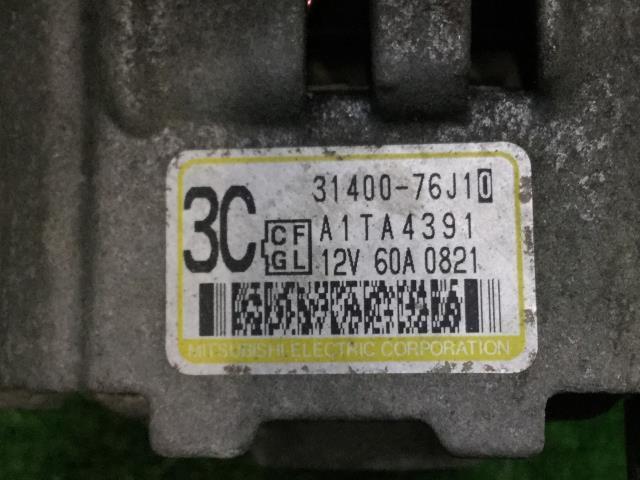 3C
31400-76J10
A1TA4391
CF
GL
12V 60A 0821
MITSUBISHI ELECTRIC CORPORATION